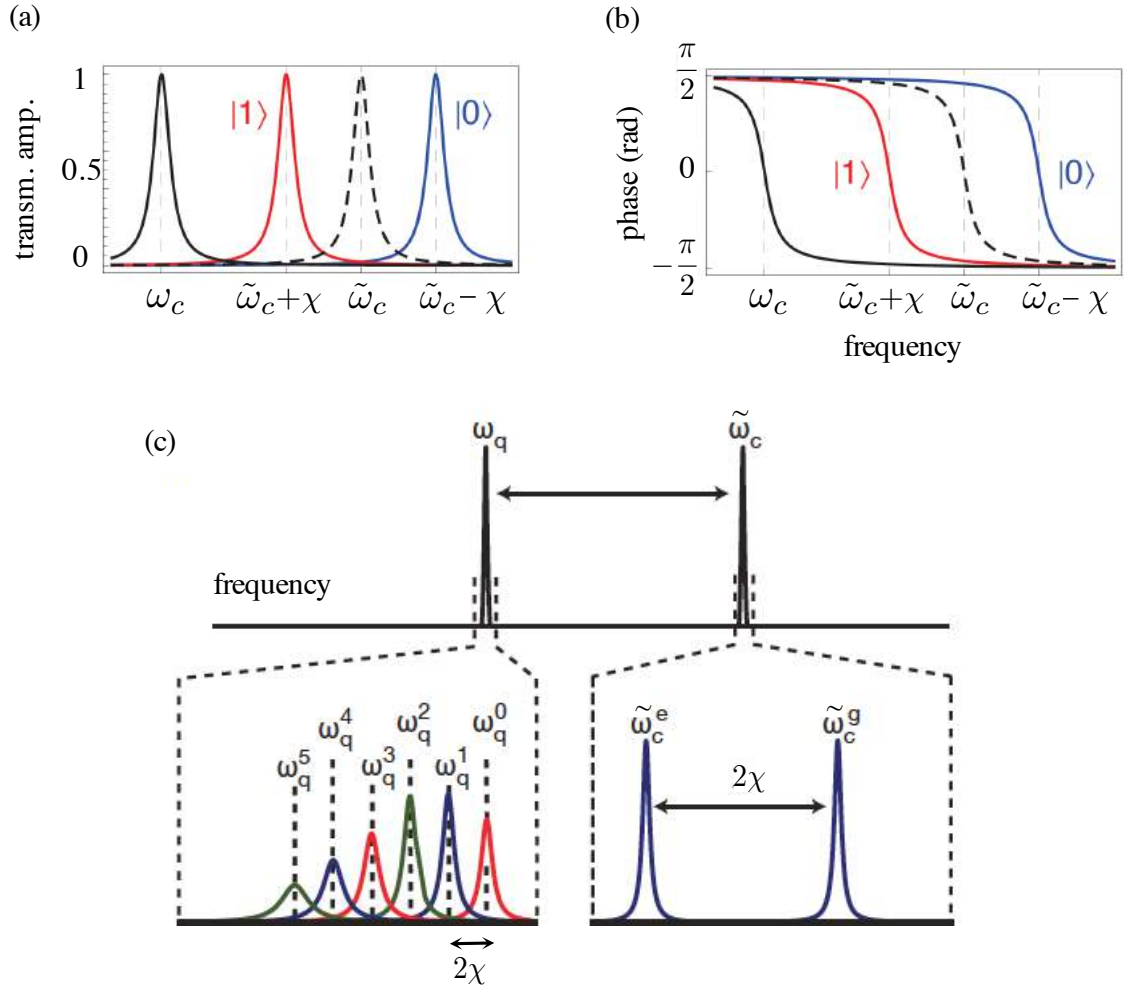 (a)
transm. amp.
1
0.5
0
|1⟩
|0⟩
ω_c
ω̃_c+χ
ω̃_c
ω̃_c−χ
(b)
phase (rad)
π/2
0
−π/2
|1⟩
|0⟩
ω_c
ω̃_c+χ
ω̃_c
ω̃_c−χ
frequency
(c)
ω_q
ω̃_c
frequency
ω_q^5
ω_q^4
ω_q^3
ω_q^2
ω_q^1
ω_q^0
2χ
ω̃_c^e
ω̃_c^g
2χ